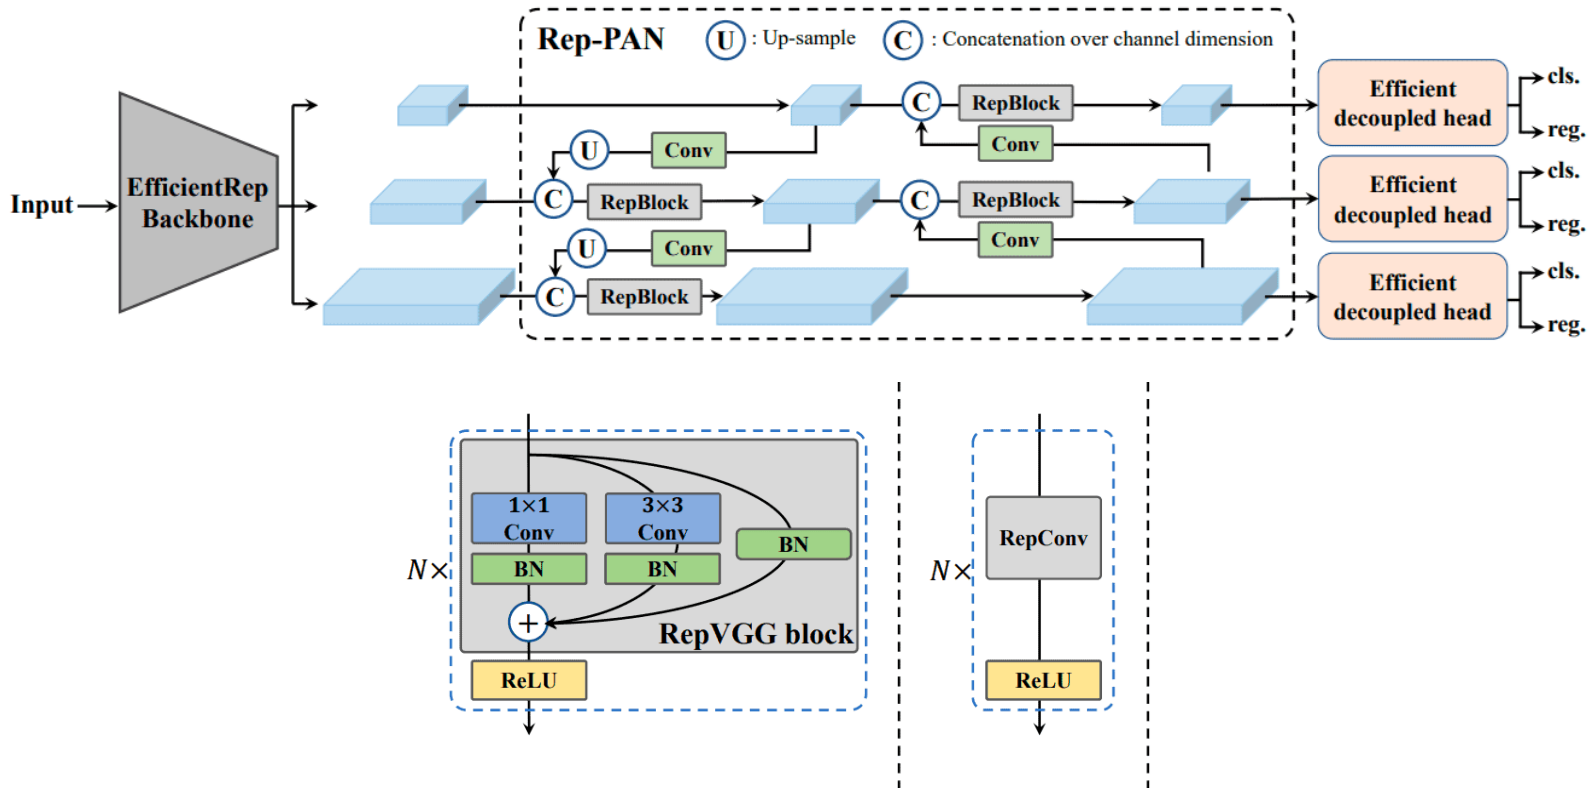 Rep-PAN
U : Up-sample
C : Concatenation over channel dimension
Input
EfficientRep
Backbone
C
RepBlock
Efficient
decoupled head
cls.
reg.
U
Conv
Conv
C
RepBlock
C
RepBlock
Efficient
decoupled head
cls.
reg.
U
Conv
Conv
C
RepBlock
Efficient
decoupled head
cls.
reg.
N×
1×1
Conv
BN
3×3
Conv
BN
BN
+
RepVGG block
ReLU
N×
RepConv
ReLU